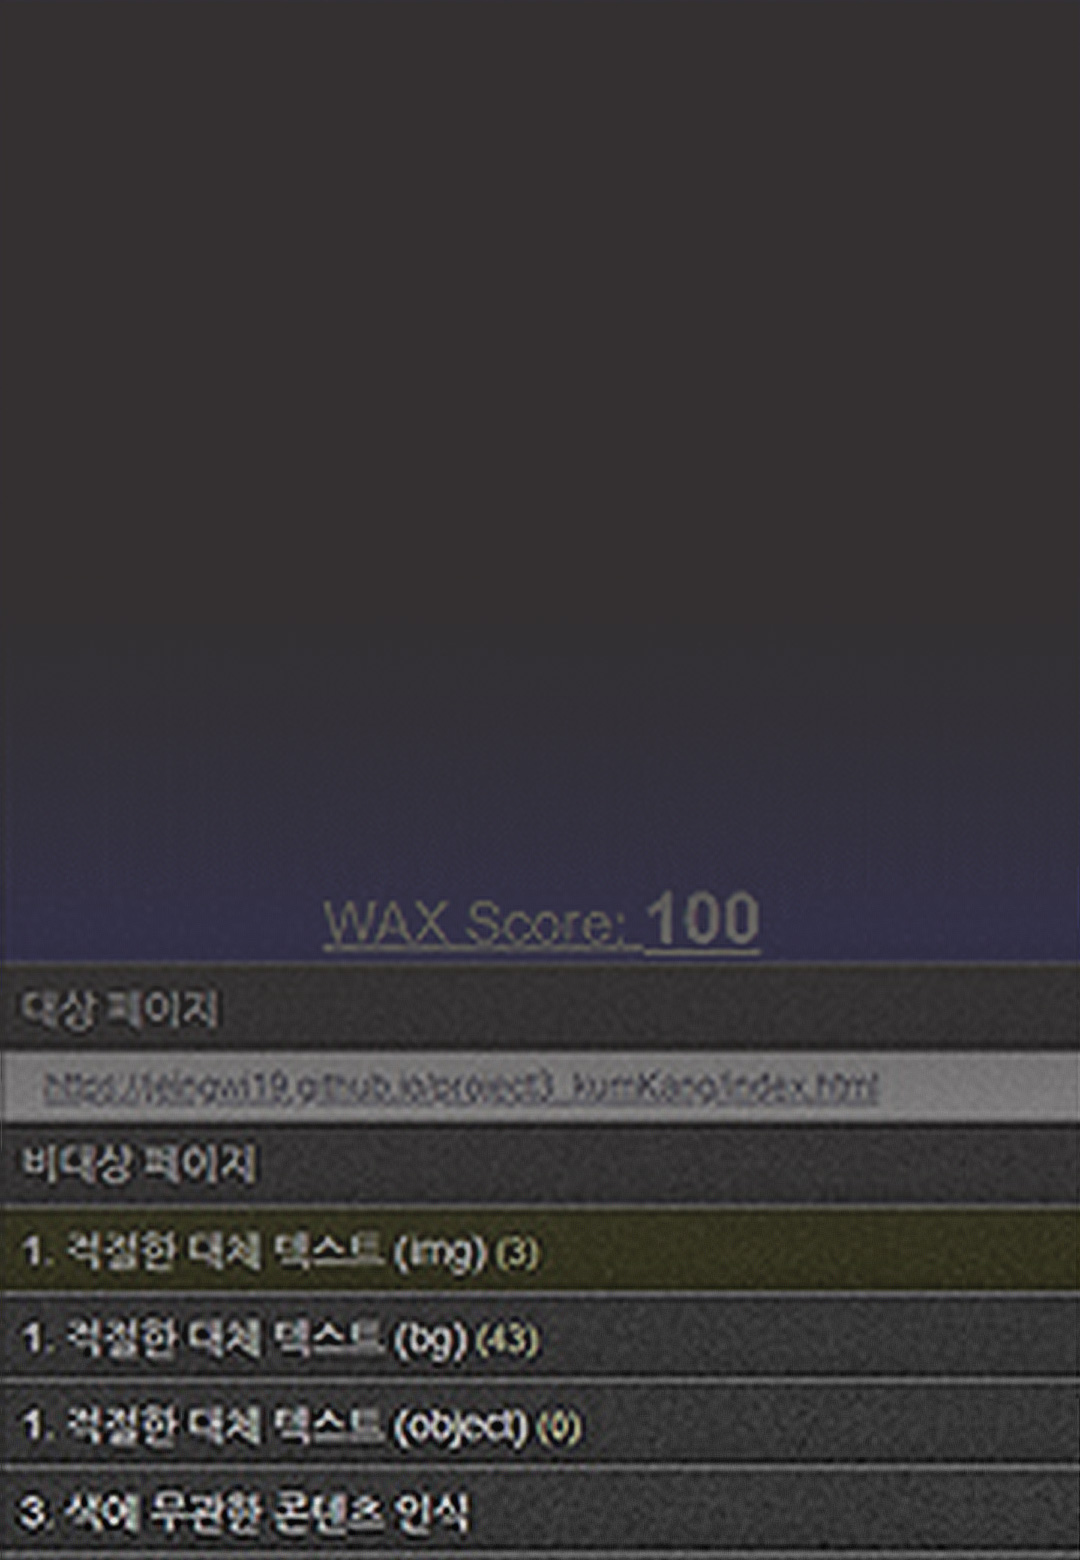 WAX Score: 100
대상 페이지
https://jeingwi19.github.io/project3_kumKang/index.html
비대상 페이지
1. 적절한 대체 텍스트 (img) (3)
1. 적절한 대체 텍스트 (bg) (43)
1. 적절한 대체 텍스트 (object) (0)
3. 색에 무관한 콘텐츠 인식